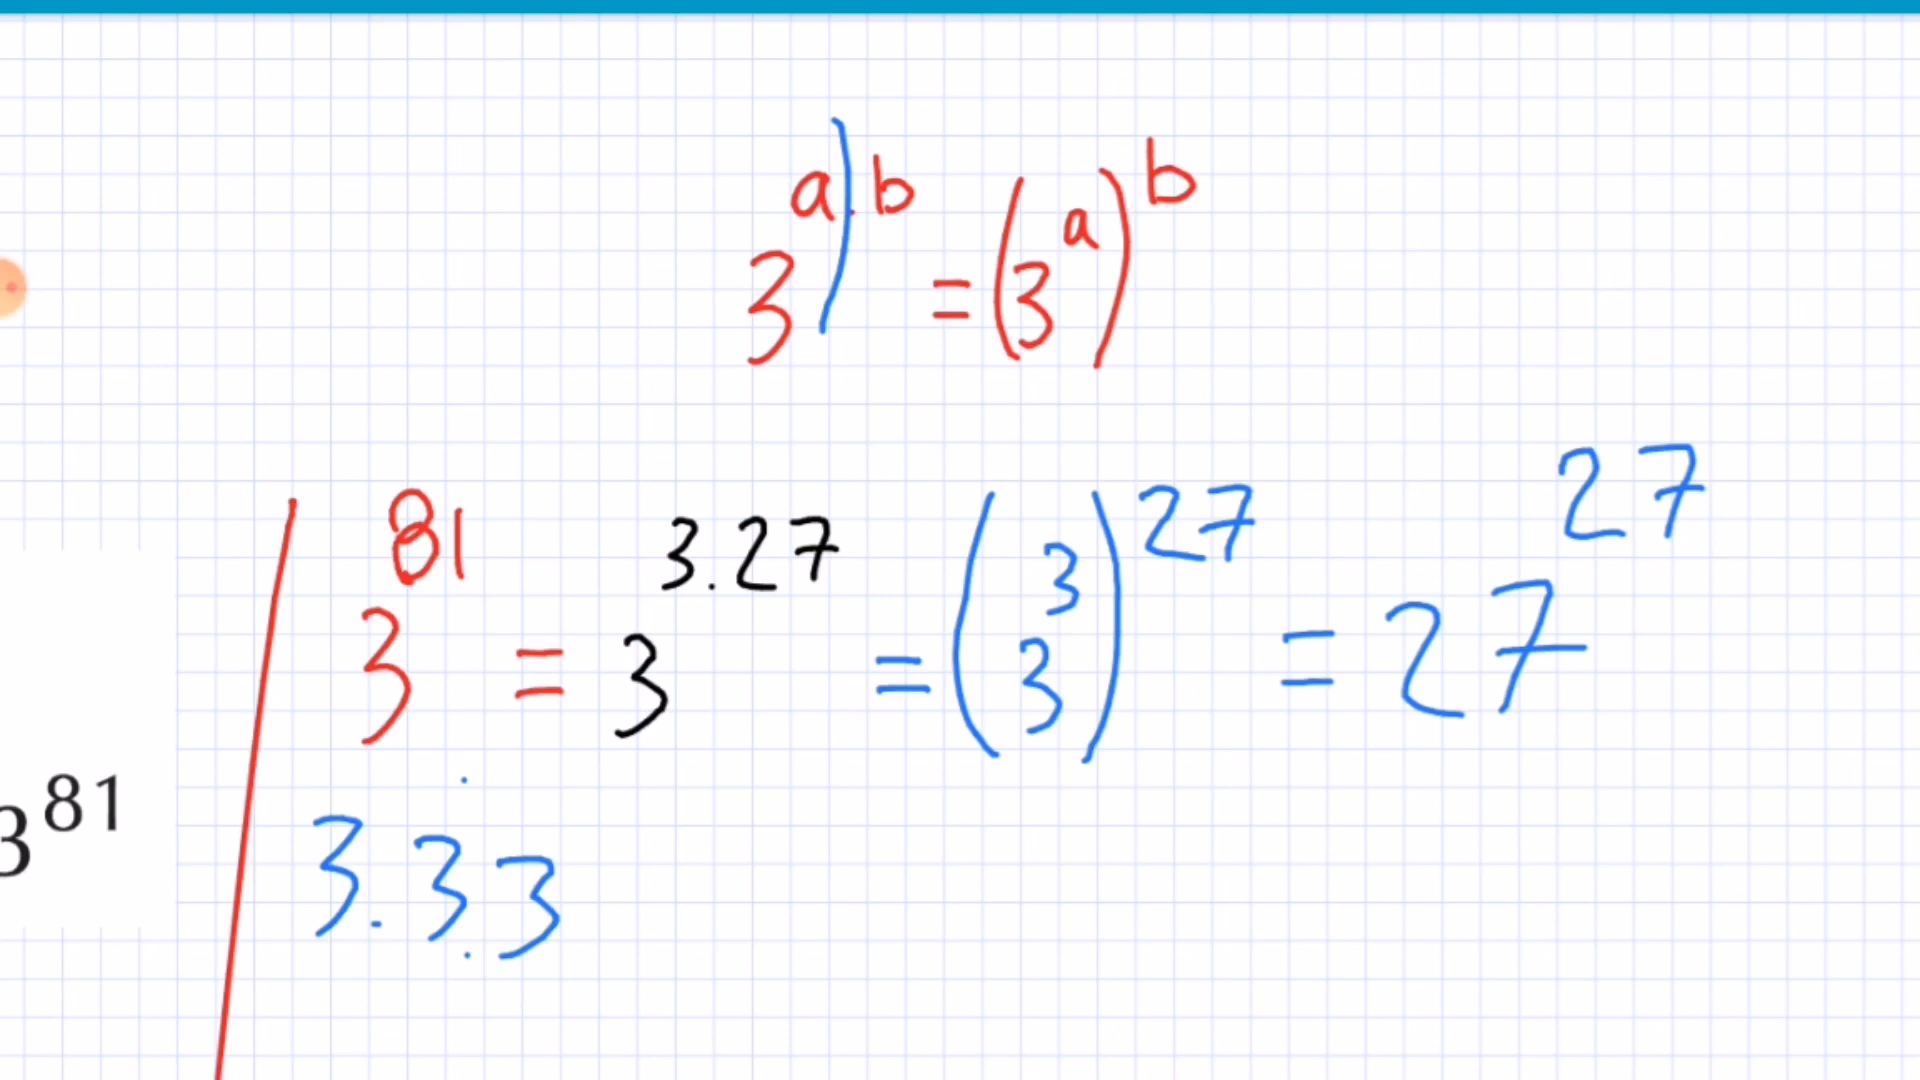 3^{a.b} = (3^a)^b
3^{81} = 3^{3.27} = (3^3)^{27} = 27^{27}
3^{81}
3.3.3